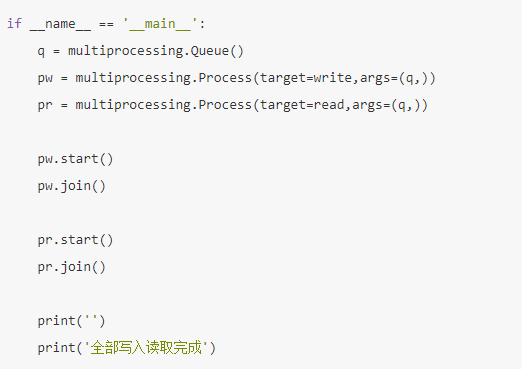 if __name__ == '__main__':
    q = multiprocessing.Queue()
    pw = multiprocessing.Process(target=write,args=(q,))
    pr = multiprocessing.Process(target=read,args=(q,))

    pw.start()
    pw.join()

    pr.start()
    pr.join()

    print('')
    print('全部写入读取完成')